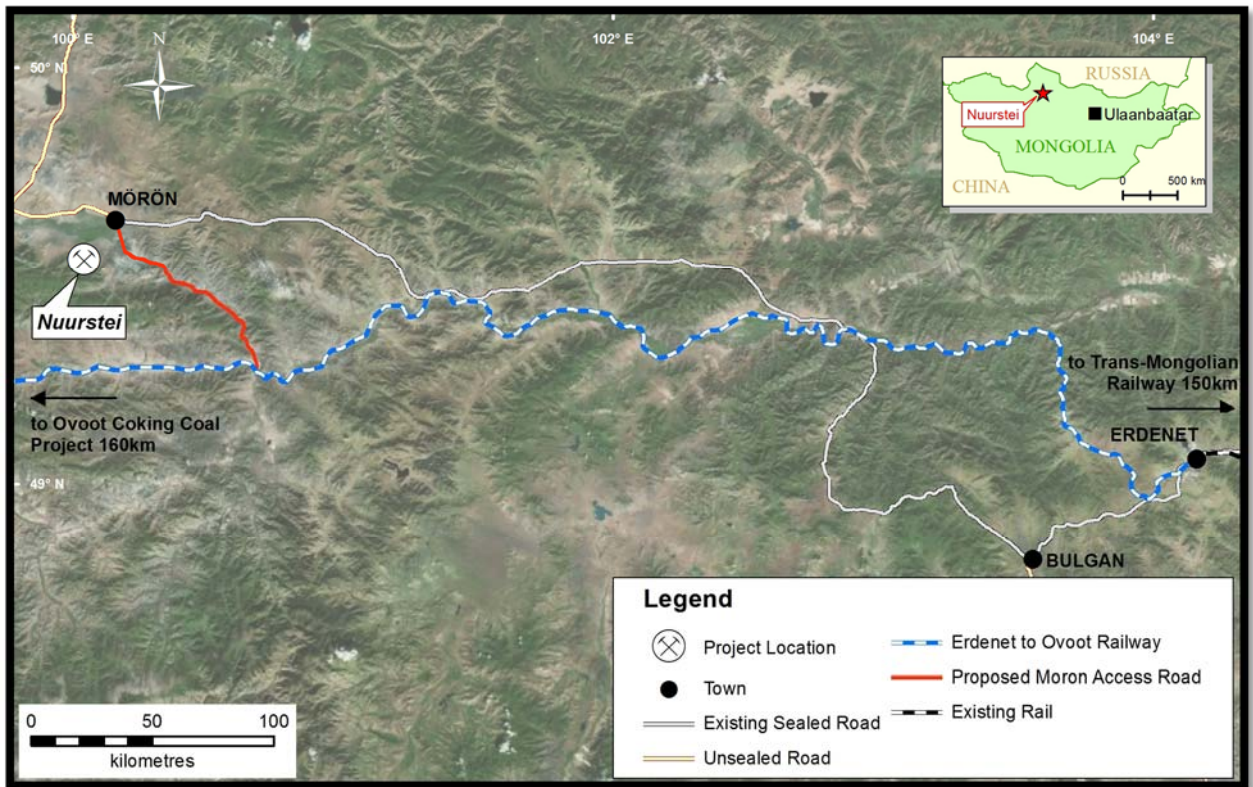 100° E
N
102° E
104° E
50° N
RUSSIA
Nuurstei
Ulaanbaatar
MONGOLIA
CHINA
0 500 km
MÖRÖN
Nuurstei
to Ovoot Coking Coal
Project 160km
to Trans-Mongolian
Railway 150km
ERDENET
49° N
BULGAN
Legend
Project Location
Town
Existing Sealed Road
Unsealed Road
Erdenet to Ovoot Railway
Proposed Moron Access Road
Existing Rail
0 50 100
kilometres